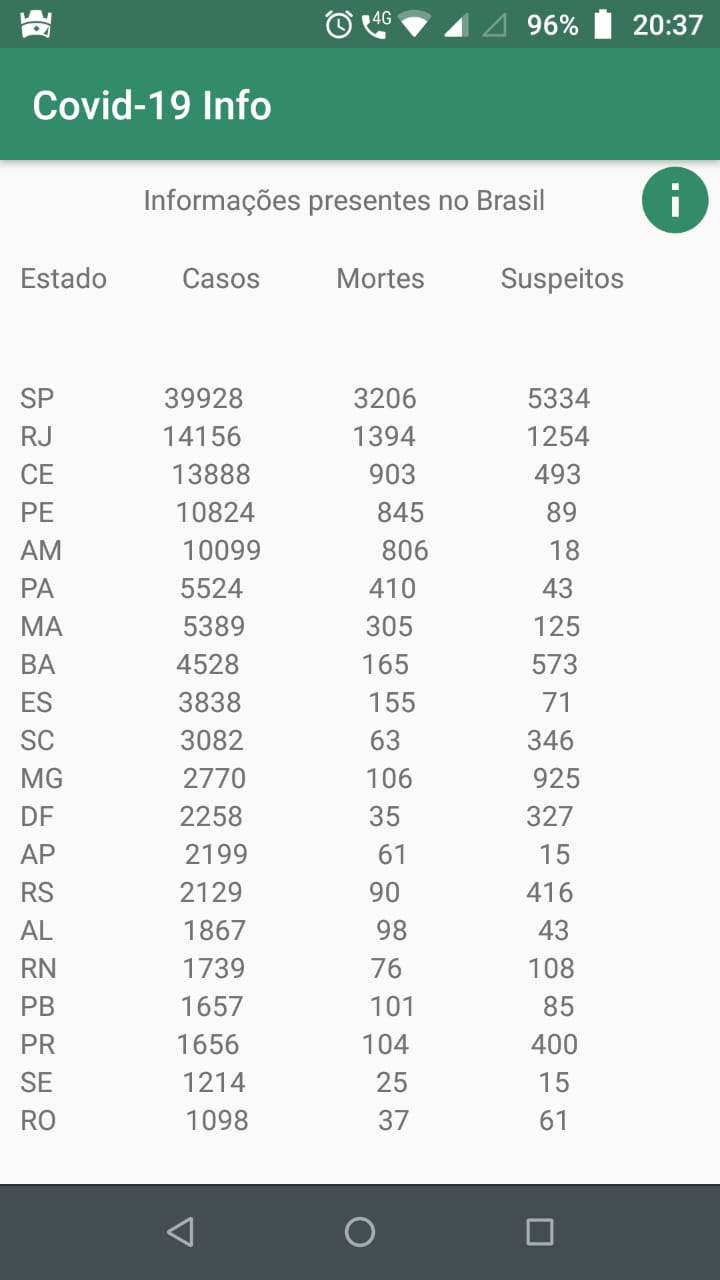 4G 96% 20:37
Covid-19 Info
Informações presentes no Brasil
Estado Casos Mortes Suspeitos
SP 39928 3206 5334
RJ 14156 1394 1254
CE 13888 903 493
PE 10824 845 89
AM 10099 806 18
PA 5524 410 43
MA 5389 305 125
BA 4528 165 573
ES 3838 155 71
SC 3082 63 346
MG 2770 106 925
DF 2258 35 327
AP 2199 61 15
RS 2129 90 416
AL 1867 98 43
RN 1739 76 108
PB 1657 101 85
PR 1656 104 400
SE 1214 25 15
RO 1098 37 61